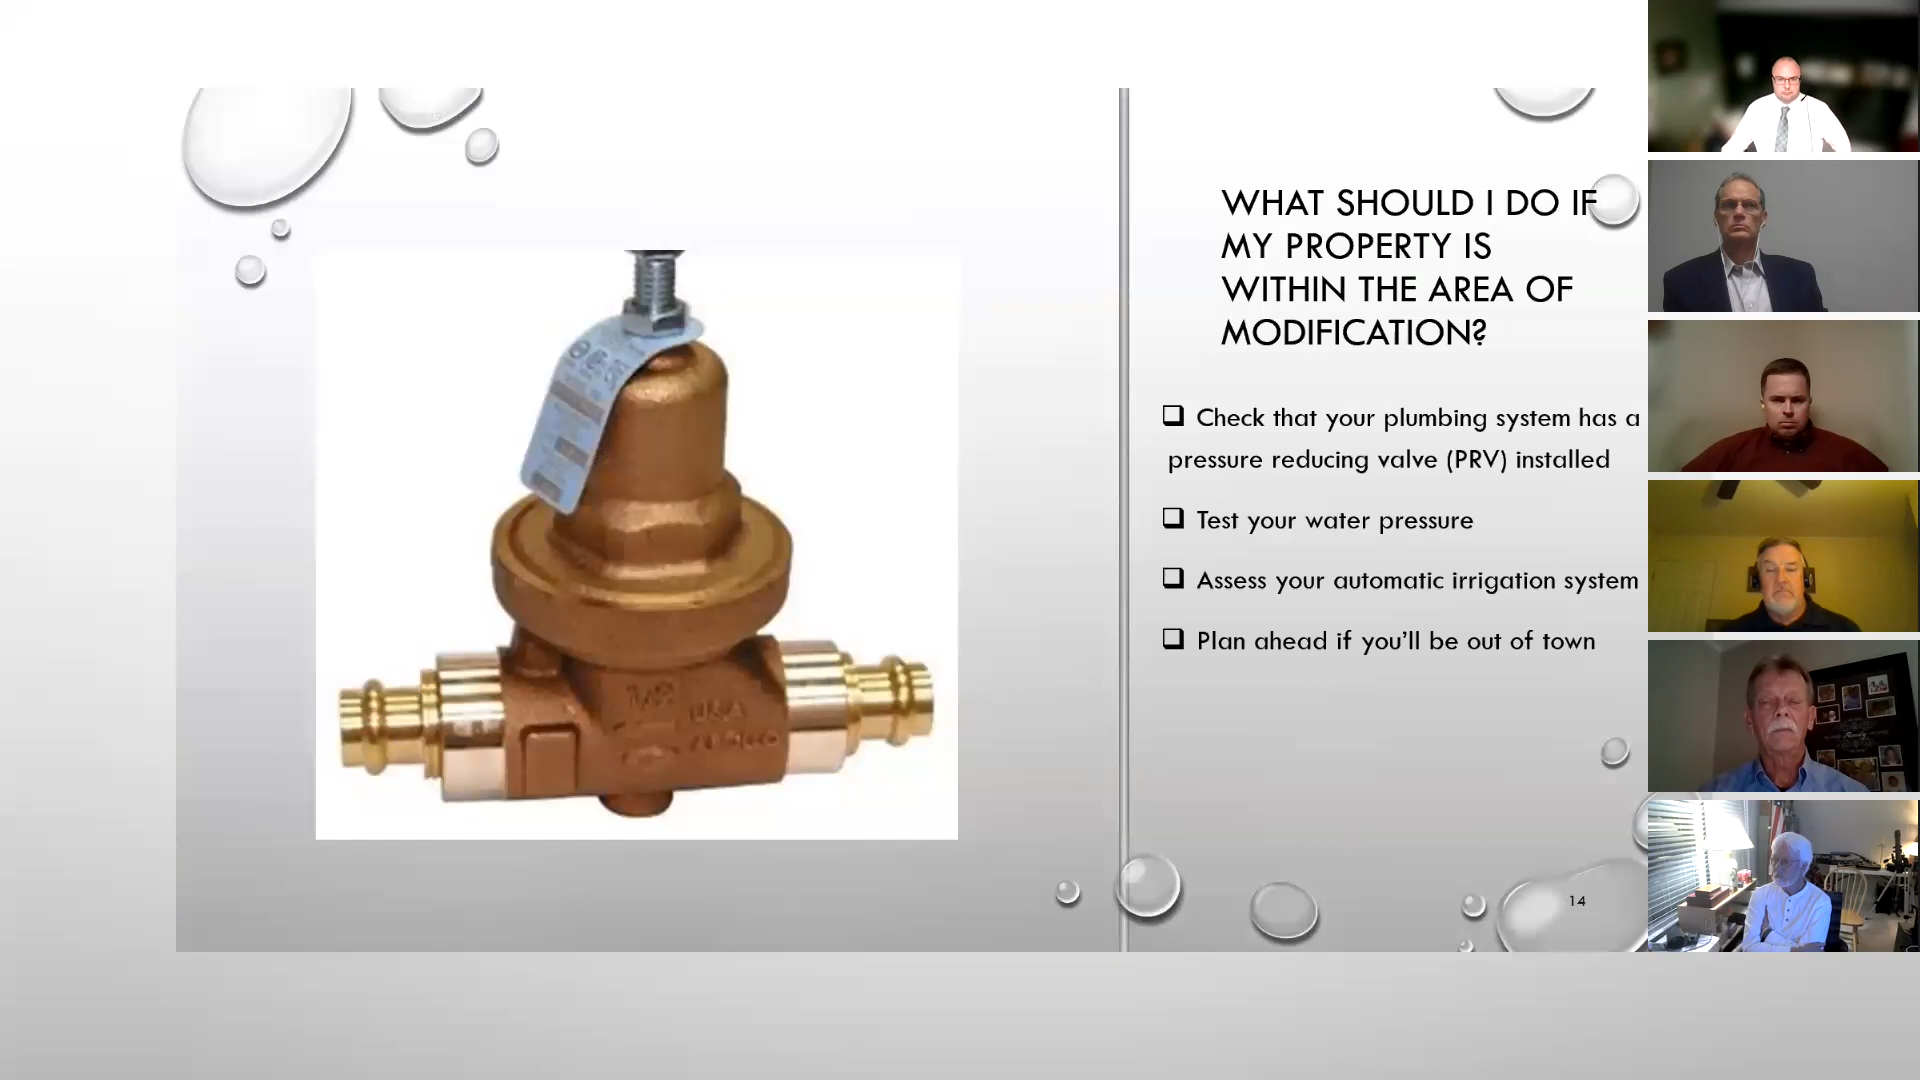 WHAT SHOULD I DO IF
MY PROPERTY IS
WITHIN THE AREA OF
MODIFICATION?
❑ Check that your plumbing system has a
pressure reducing valve (PRV) installed
❑ Test your water pressure
❑ Assess your automatic irrigation system
❑ Plan ahead if you’ll be out of town
USA
14